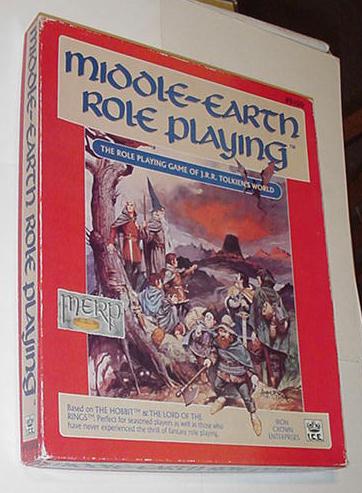 MIDDLE-EARTH ROLE PLAYING
MIDDLE-EARTH
ROLE PLAYING™
THE ROLE PLAYING GAME OF J.R.R. TOLKIEN'S WORLD
MERP
Based on THE HOBBIT™ & THE LORD OF THE
RINGS™. Perfect for seasoned players as well as those who
have never experienced the thrill of fantasy role playing.
IRON
CROWN
ENTERPRISES